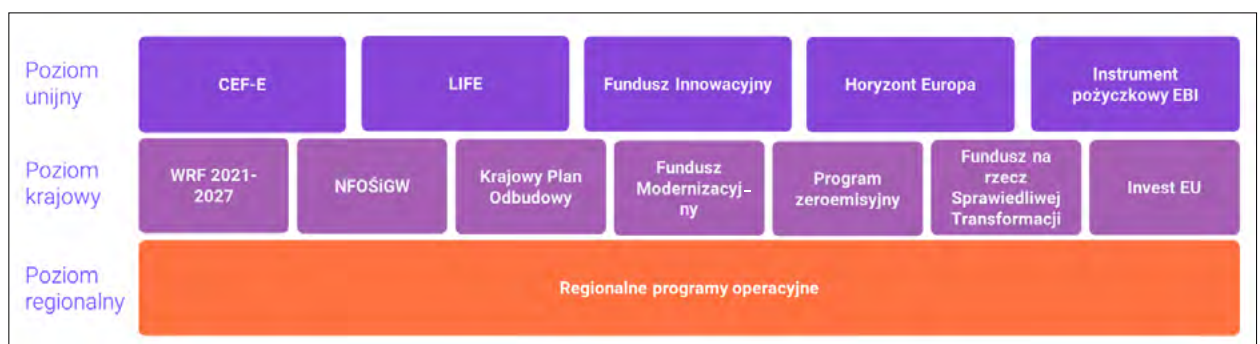 Poziom
unijny
CEF-E
LIFE
Fundusz Innowacyjny
Horyzont Europa
Instrument
pożyczkowy EBI
Poziom
krajowy
WRF 2021-
2027
NFOŚiGW
Krajowy Plan
Odbudowy
Fundusz
Modernizacyj-
ny
Program
zeroemisyjny
Fundusz na
rzecz
Sprawiedliwej
Transformacji
Invest EU
Poziom
regionalny
Regionalne programy operacyjne